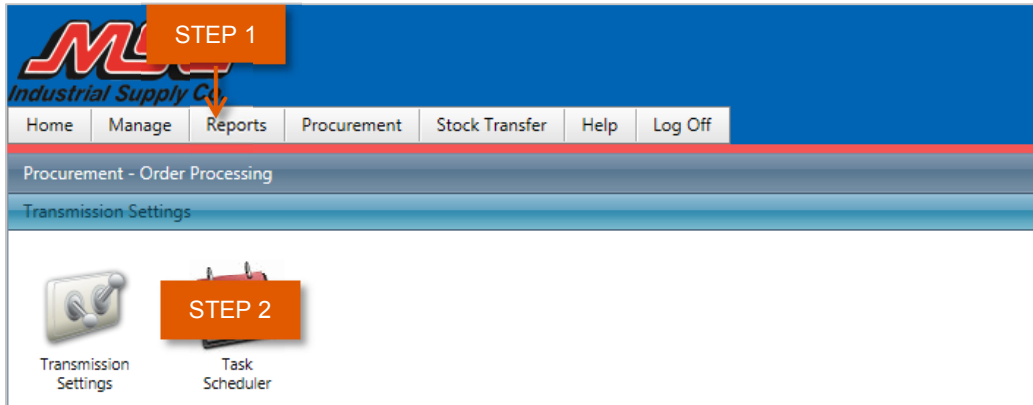 STEP 1
Industrial Supply Co.
Home Manage Reports Procurement Stock Transfer Help Log Off
Procurement - Order Processing
Transmission Settings
STEP 2
Transmission
Settings
Task
Scheduler